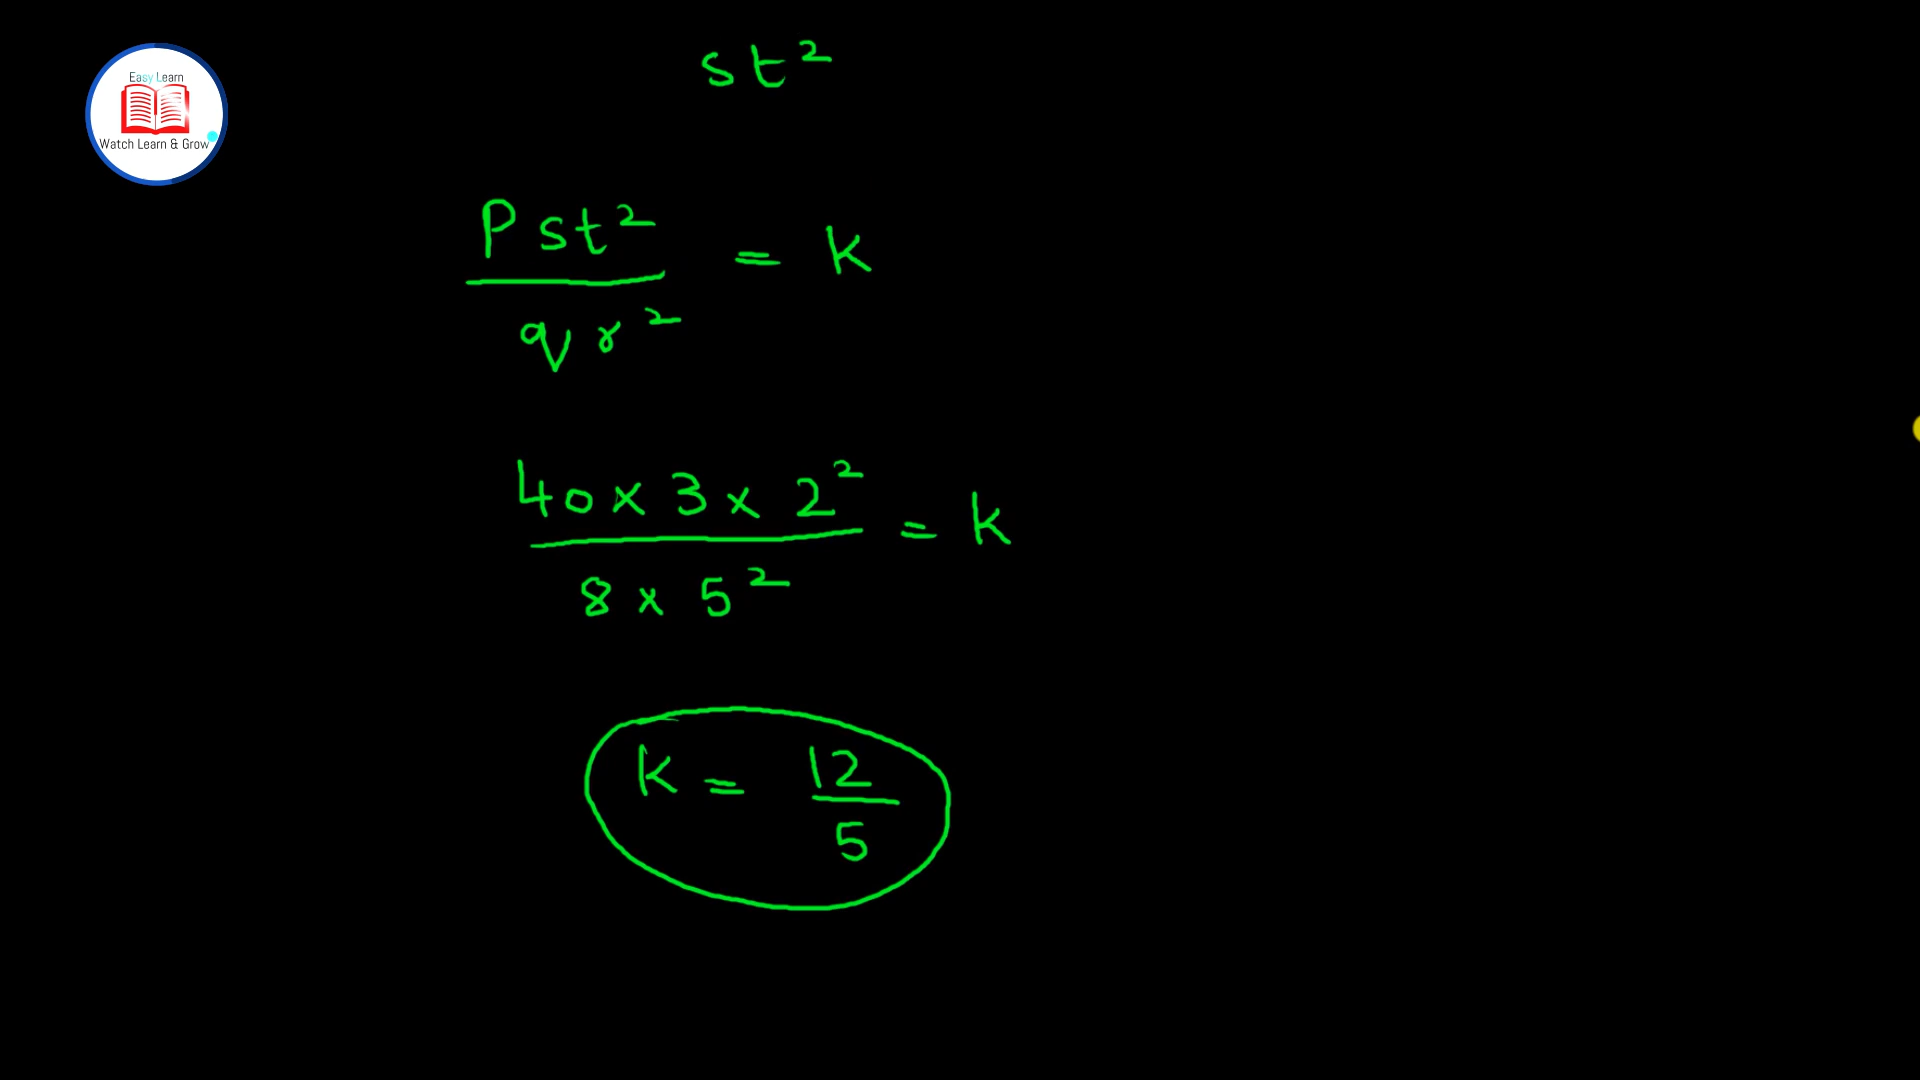 Easy Learn
Watch Learn & Grow
st²
Pst² / qr² = k
40 x 3 x 2² / 8 x 5² = k
k = 12 / 5